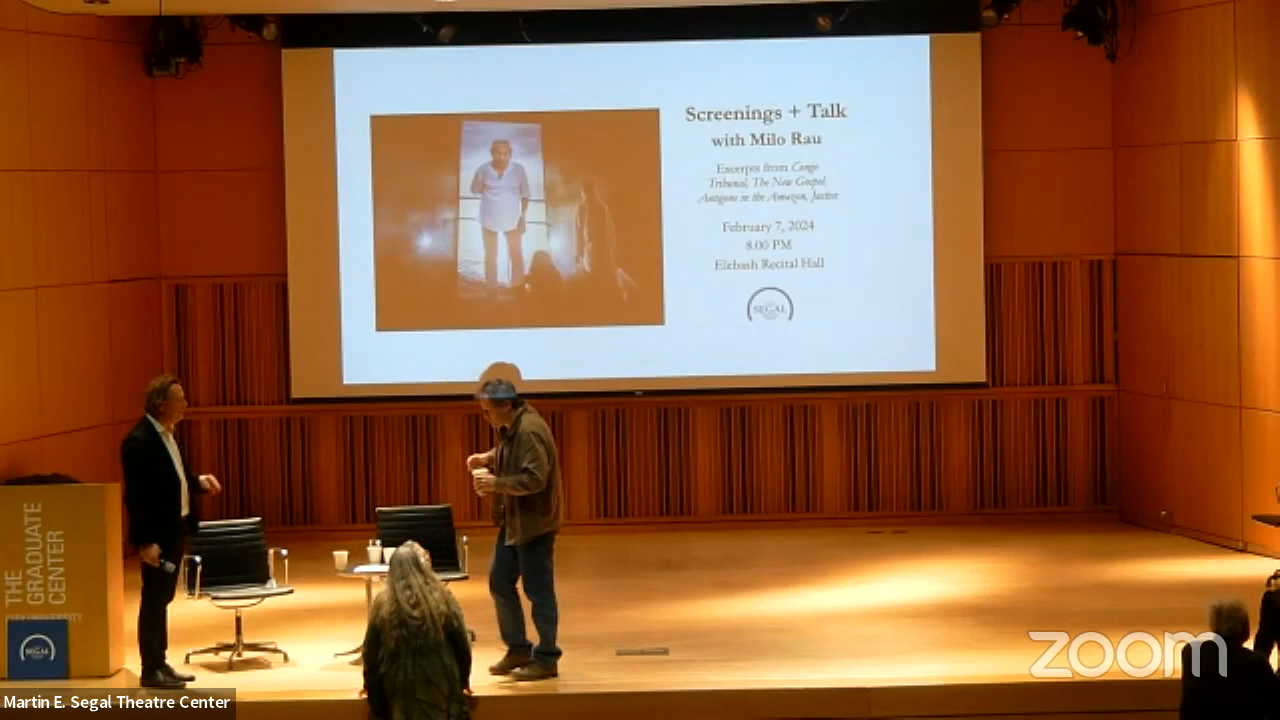 Screenings + Talk
with Milo Rau
Excerpts from Congo
Tribunal, The New Gospel,
Antigone in the Amazon, Justice
February 7, 2024
8:00 PM
Elebash Recital Hall
SEGAL
THE
GRADUATE
CENTER
SEGAL
zoom
Martin E. Segal Theatre Center